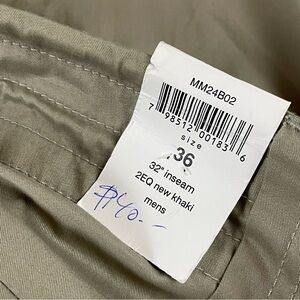 MM24B02
7 98512 00183 6
size
36
32" inseam
2EQ new khaki
mens
$40.-